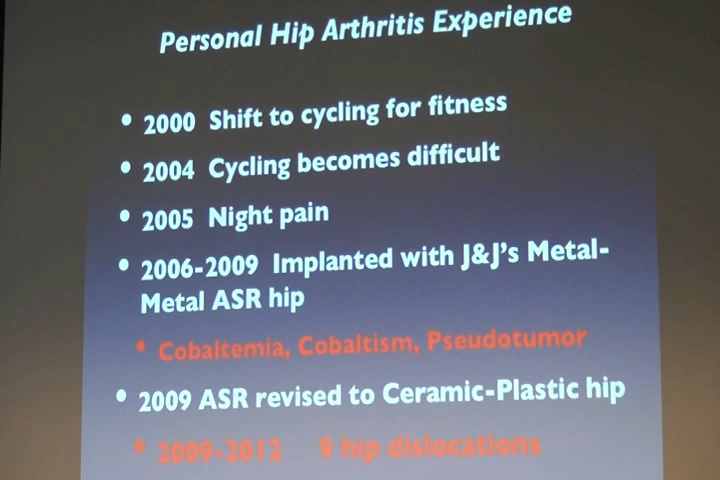 Personal Hip Arthritis Experience
• 2000 Shift to cycling for fitness
• 2004 Cycling becomes difficult
• 2005 Night pain
• 2006-2009 Implanted with J&J's Metal-
Metal ASR hip
• Cobaltemia, Cobaltism, Pseudotumor
• 2009 ASR revised to Ceramic-Plastic hip
• 2009-2012 9 hip dislocations